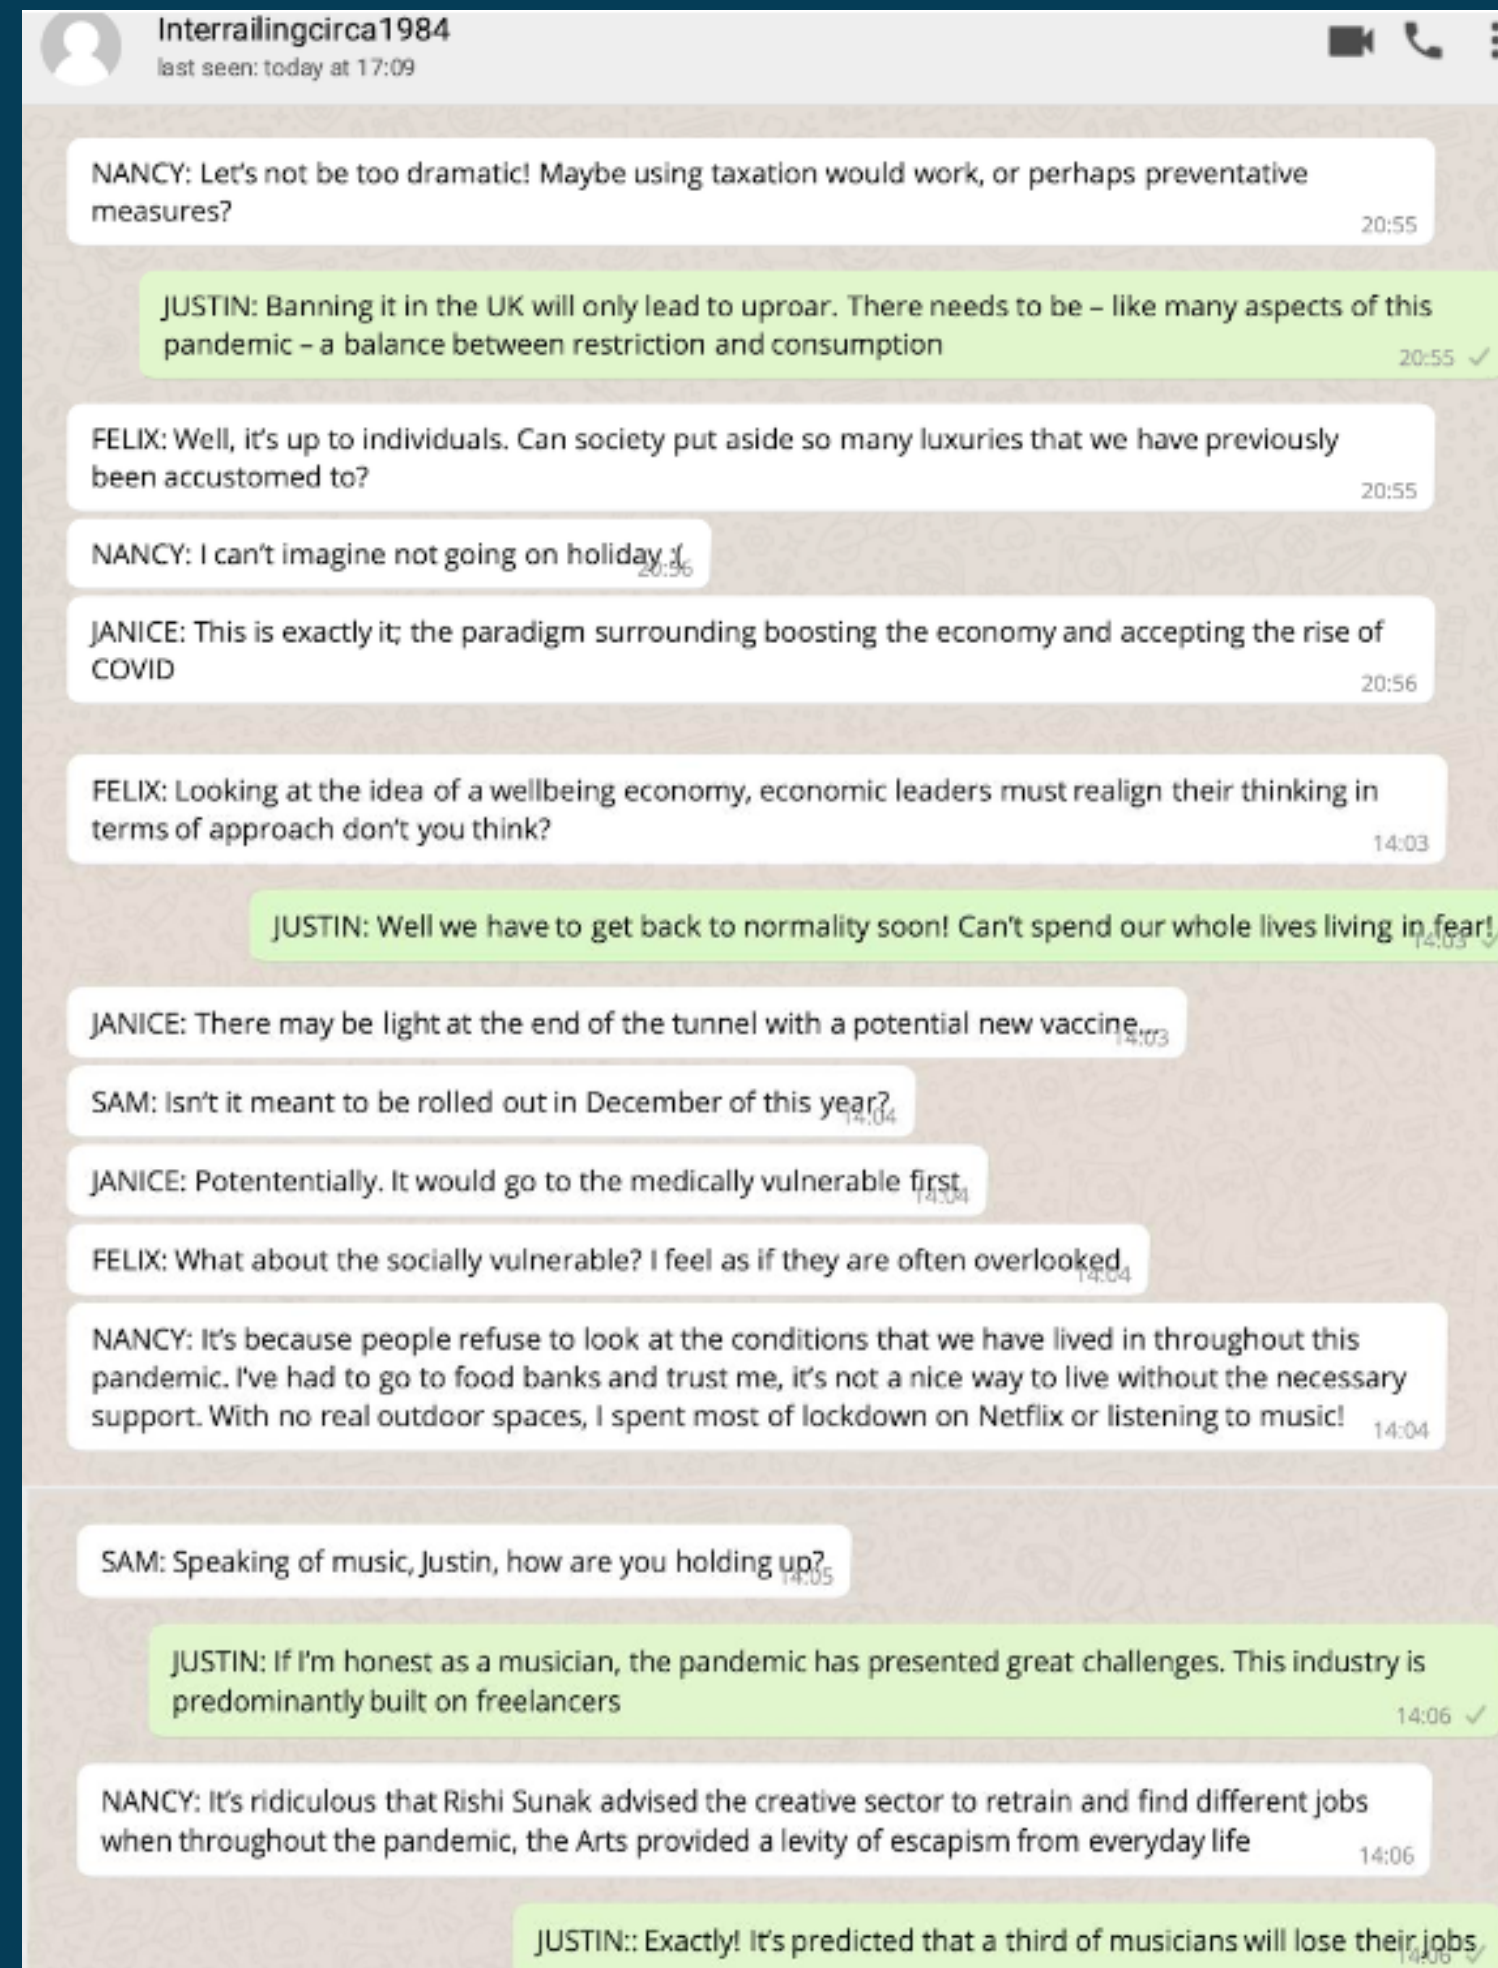 Interrailingcirca1984
last seen: today at 17:09
NANCY: Let's not be too dramatic! Maybe using taxation would work, or perhaps preventative
measures?
20:55
JUSTIN: Banning it in the UK will only lead to uproar. There needs to be – like many aspects of this
pandemic – a balance between restriction and consumption
20:55
FELIX: Well, it's up to individuals. Can society put aside so many luxuries that we have previously
been accustomed to?
20:55
NANCY: I can't imagine not going on holiday :(
20:56
JANICE: This is exactly it; the paradigm surrounding boosting the economy and accepting the rise of
COVID
20:56
FELIX: Looking at the idea of a wellbeing economy, economic leaders must realign their thinking in
terms of approach don't you think?
14:03
JUSTIN: Well we have to get back to normality soon! Can't spend our whole lives living in fear!
14:03
JANICE: There may be light at the end of the tunnel with a potential new vaccine...
14:03
SAM: Isn't it meant to be rolled out in December of this year?
14:04
JANICE: Potententially. It would go to the medically vulnerable first
14:04
FELIX: What about the socially vulnerable? I feel as if they are often overlooked
14:04
NANCY: It's because people refuse to look at the conditions that we have lived in throughout this
pandemic. I've had to go to food banks and trust me, it's not a nice way to live without the necessary
support. With no real outdoor spaces, I spent most of lockdown on Netflix or listening to music!
14:04
SAM: Speaking of music, Justin, how are you holding up?
14:05
JUSTIN: If I'm honest as a musician, the pandemic has presented great challenges. This industry is
predominantly built on freelancers
14:06
NANCY: It's ridiculous that Rishi Sunak advised the creative sector to retrain and find different jobs
when throughout the pandemic, the Arts provided a levity of escapism from everyday life
14:06
JUSTIN:: Exactly! It's predicted that a third of musicians will lose their jobs
14:06